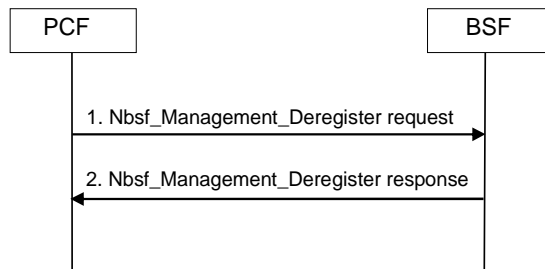 PCF
BSF
1. Nbsf_Management_Deregister request
2. Nbsf_Management_Deregister response